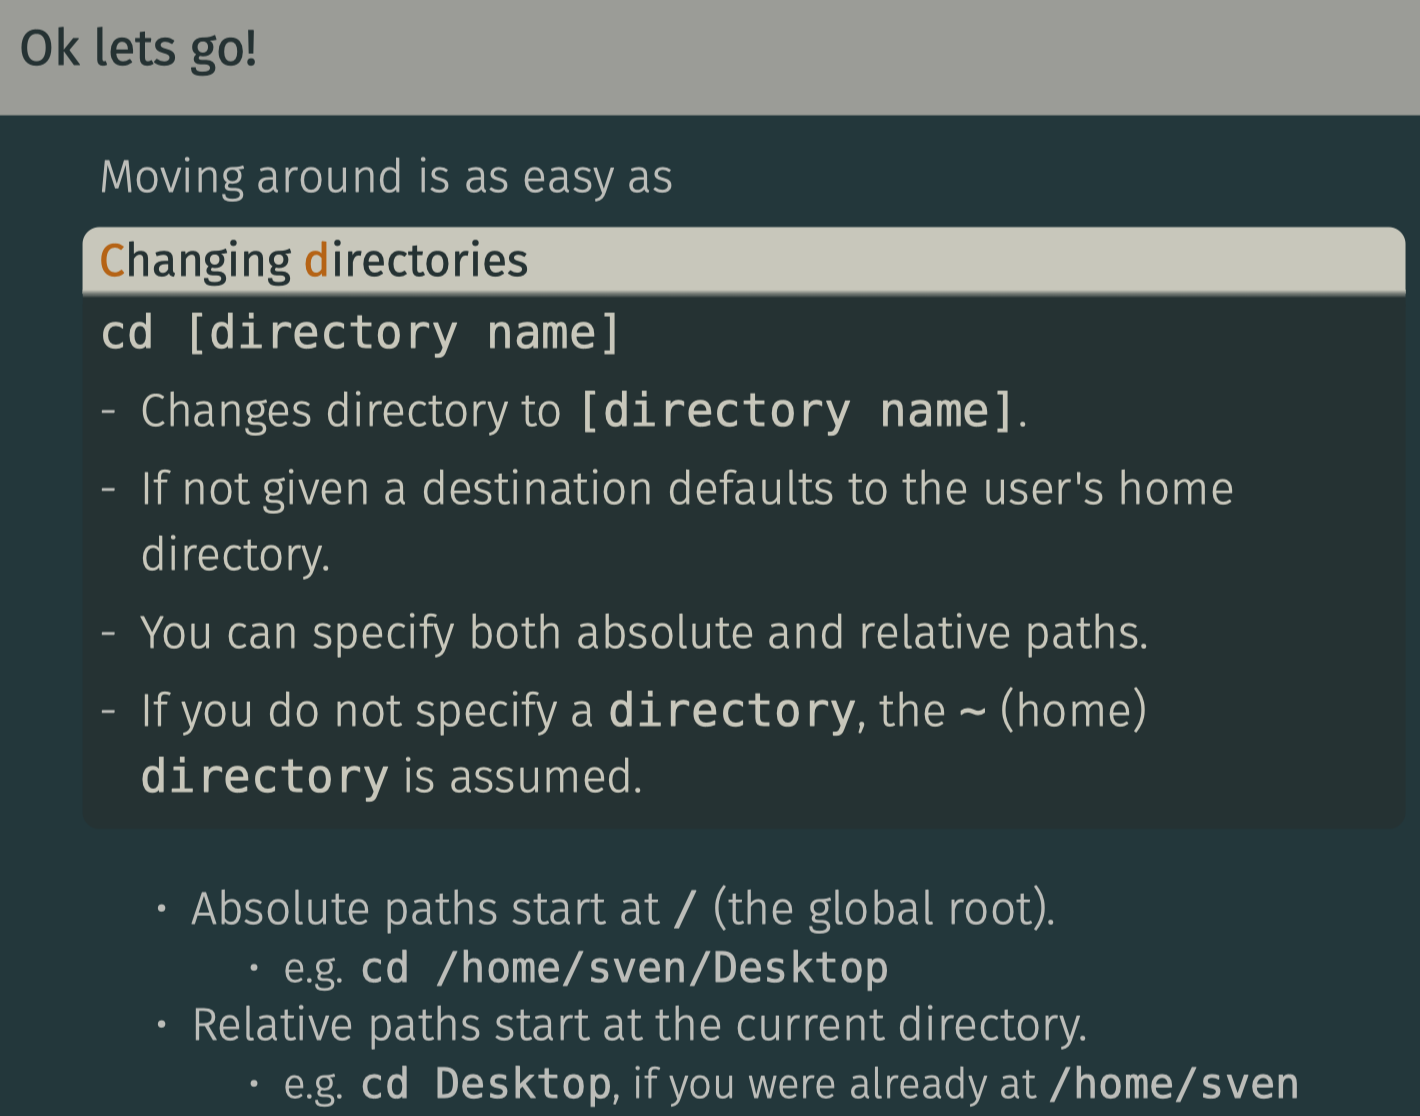 Ok lets go!
Moving around is as easy as
Changing directories
cd [directory name]
- Changes directory to [directory name].
- If not given a destination defaults to the user's home
directory.
- You can specify both absolute and relative paths.
- If you do not specify a directory, the ~ (home)
directory is assumed.
• Absolute paths start at / (the global root).
• e.g. cd /home/sven/Desktop
• Relative paths start at the current directory.
• e.g. cd Desktop, if you were already at /home/sven